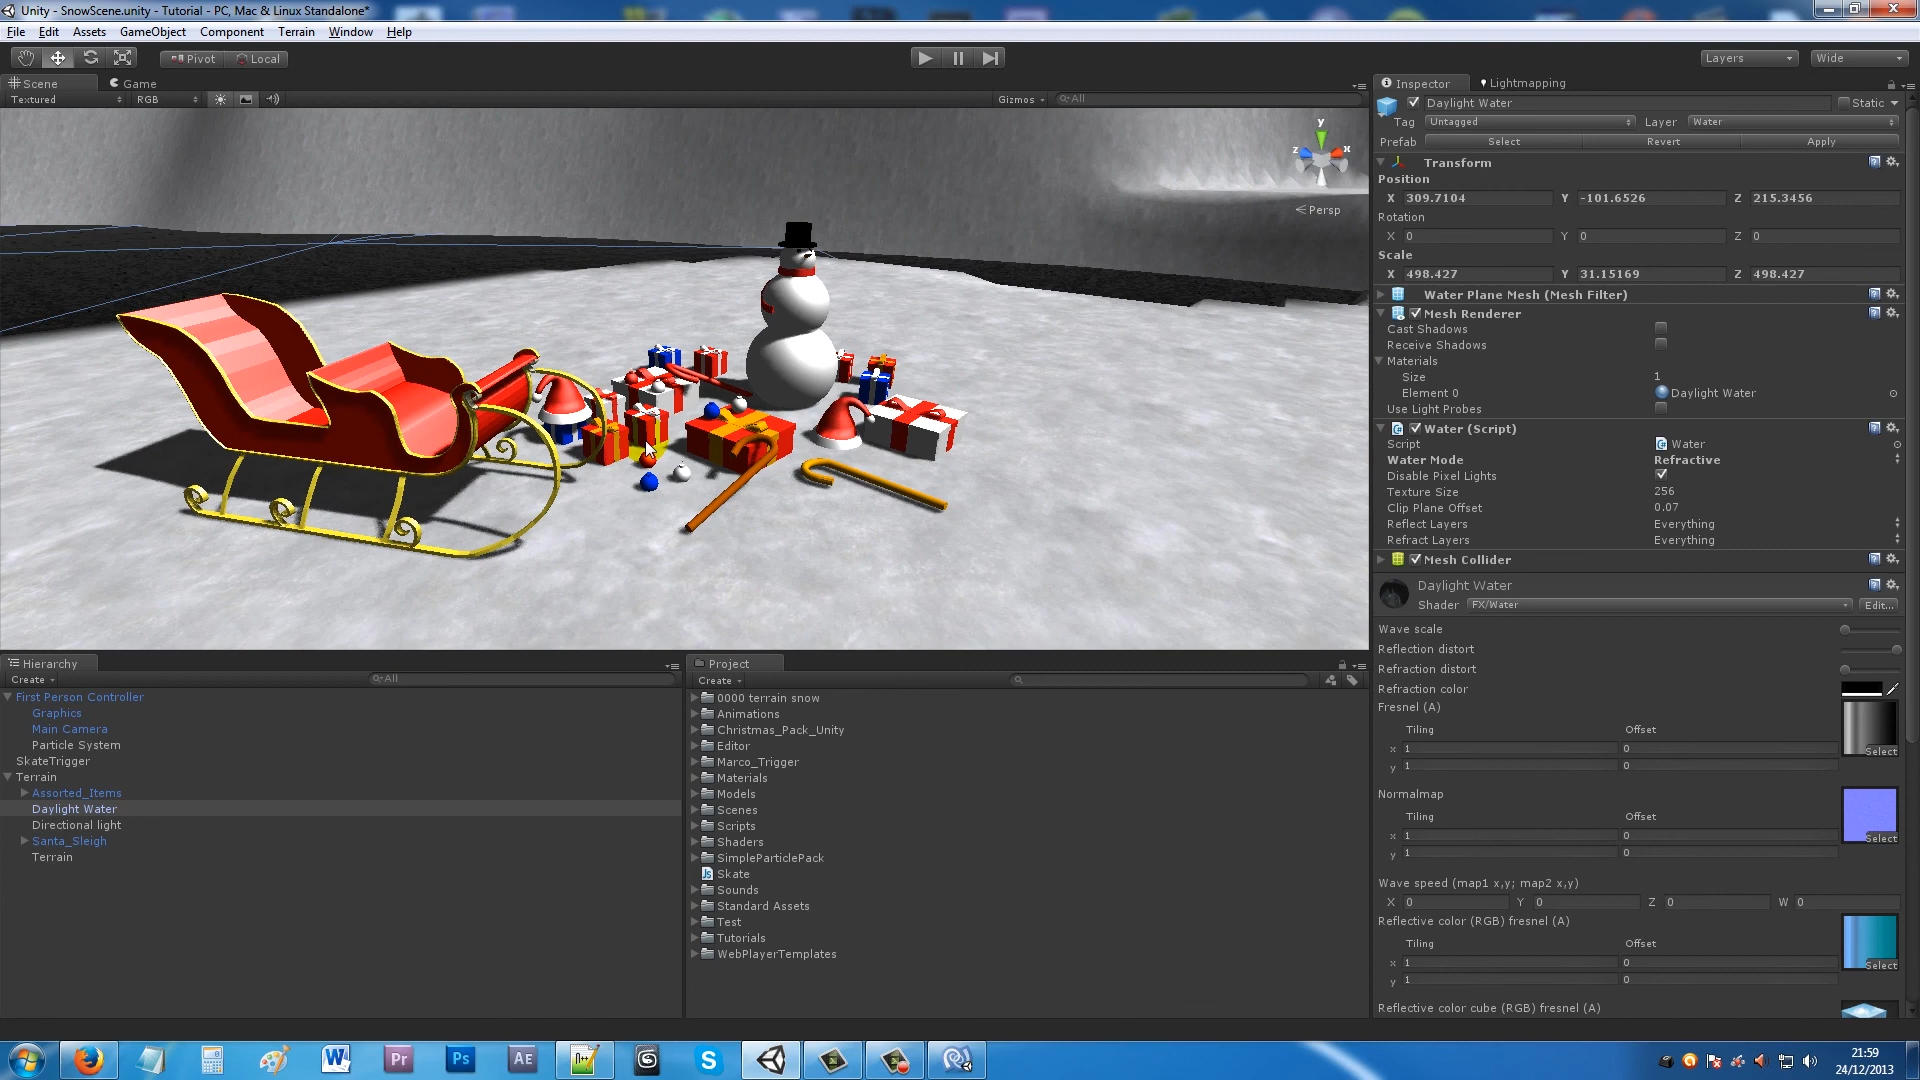 Unity - SnowScene.unity - Tutorial - PC, Mac & Linux Standalone*
File Edit Assets GameObject Component Terrain Window Help
Pivot Local Layers Wide
Scene Game
Textured RGB Gizmos All
y
z x
Persp
Inspector Lightmapping
Daylight Water Static
Tag Untagged Layer Water
Prefab Select Revert Apply
Transform
Position
X 309.7104 Y -101.6526 Z 215.3456
Rotation
X 0 Y 0 Z 0
Scale
X 498.427 Y 31.15169 Z 498.427
Water Plane Mesh (Mesh Filter)
Mesh Renderer
Cast Shadows
Receive Shadows
Materials
Size 1
Element 0 Daylight Water
Use Light Probes
Water (Script)
Script Water
Water Mode Refractive
Disable Pixel Lights
Texture Size 256
Clip Plane Offset 0.07
Reflect Layers Everything
Refract Layers Everything
Mesh Collider
Daylight Water
Shader FX/Water Edit...
Wave scale
Reflection distort
Refraction distort
Refraction color
Fresnel (A)
Tiling Offset
x 1 0
y 1 0
Select
Normalmap
Tiling Offset
x 1 0
y 1 0
Select
Wave speed (map1 x,y; map2 x,y)
X 0 Y 0 Z 0 W 0
Reflective color (RGB) fresnel (A)
Tiling Offset
x 1 0
y 1 0
Select
Reflective color cube (RGB) fresnel (A)
Hierarchy
Create All
First Person Controller
Graphics
Main Camera
Particle System
SkateTrigger
Terrain
Assorted_Items
Daylight Water
Directional light
Santa_Sleigh
Terrain
Project
Create
0000 terrain snow
Animations
Christmas_Pack_Unity
Editor
Marco_Trigger
Materials
Models
Scenes
Scripts
Shaders
SimpleParticlePack
Js Skate
Sounds
Standard Assets
Test
Tutorials
WebPlayerTemplates
W Pr Ps AE N++ S
21:59
24/12/2013